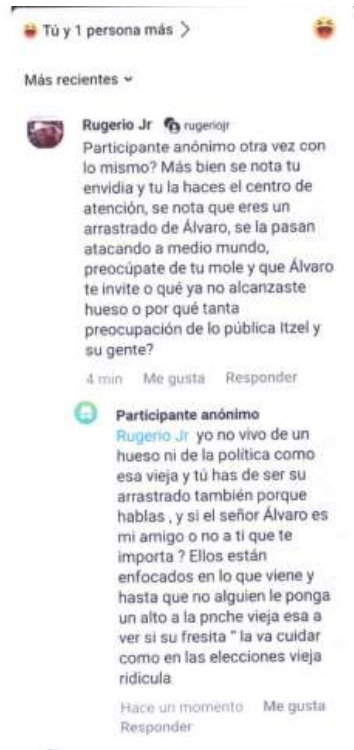 Tú y 1 persona más >
Más recientes
Rugerio Jr rugeriojr
Participante anónimo otra vez con
lo mismo? Más bien se nota tu
envidia y tu la haces el centro de
atención, se nota que eres un
arrastrado de Álvaro, se la pasan
atacando a medio mundo,
preocúpate de tu mole y que Álvaro
te invite o qué ya no alcanzaste
hueso o por qué tanta
preocupación de lo pública Itzel y
su gente?
4 min Me gusta Responder
Participante anónimo
Rugerio Jr yo no vivo de un
hueso ni de la política como
esa vieja y tú has de ser su
arrastrado también porque
hablas , y si el señor Álvaro es
mi amigo o no a ti que te
importa ? Ellos están
enfocados en lo que viene y
hasta que no alguien le ponga
un alto a la pnche vieja esa a
ver si su fresita " la va cuidar
como en las elecciones vieja
ridicula
Hace un momento Me gusta
Responder